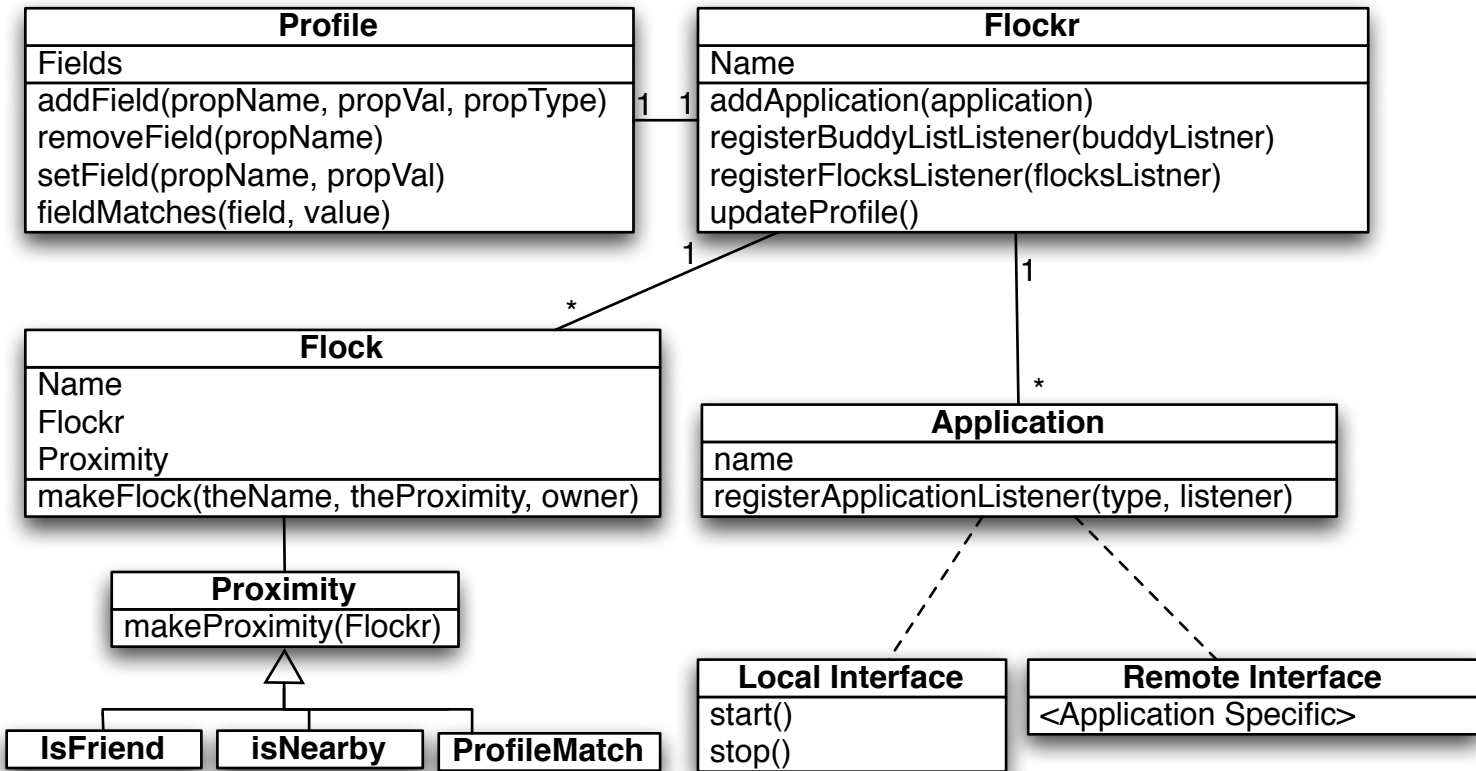 Profile
Fields
addField(propName, propVal, propType)
removeField(propName)
setField(propName, propVal)
fieldMatches(field, value)
1
1
Flockr
Name
addApplication(application)
registerBuddyListListener(buddyListner)
registerFlocksListener(flocksListner)
updateProfile()
1
*
1
*
Flock
Name
Flockr
Proximity
makeFlock(theName, theProximity, owner)
Application
name
registerApplicationListener(type, listener)
Proximity
makeProximity(Flockr)
IsFriend
isNearby
ProfileMatch
Local Interface
start()
stop()
Remote Interface
<Application Specific>